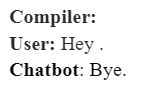 Compiler:
User: Hey .
Chatbot: Bye.